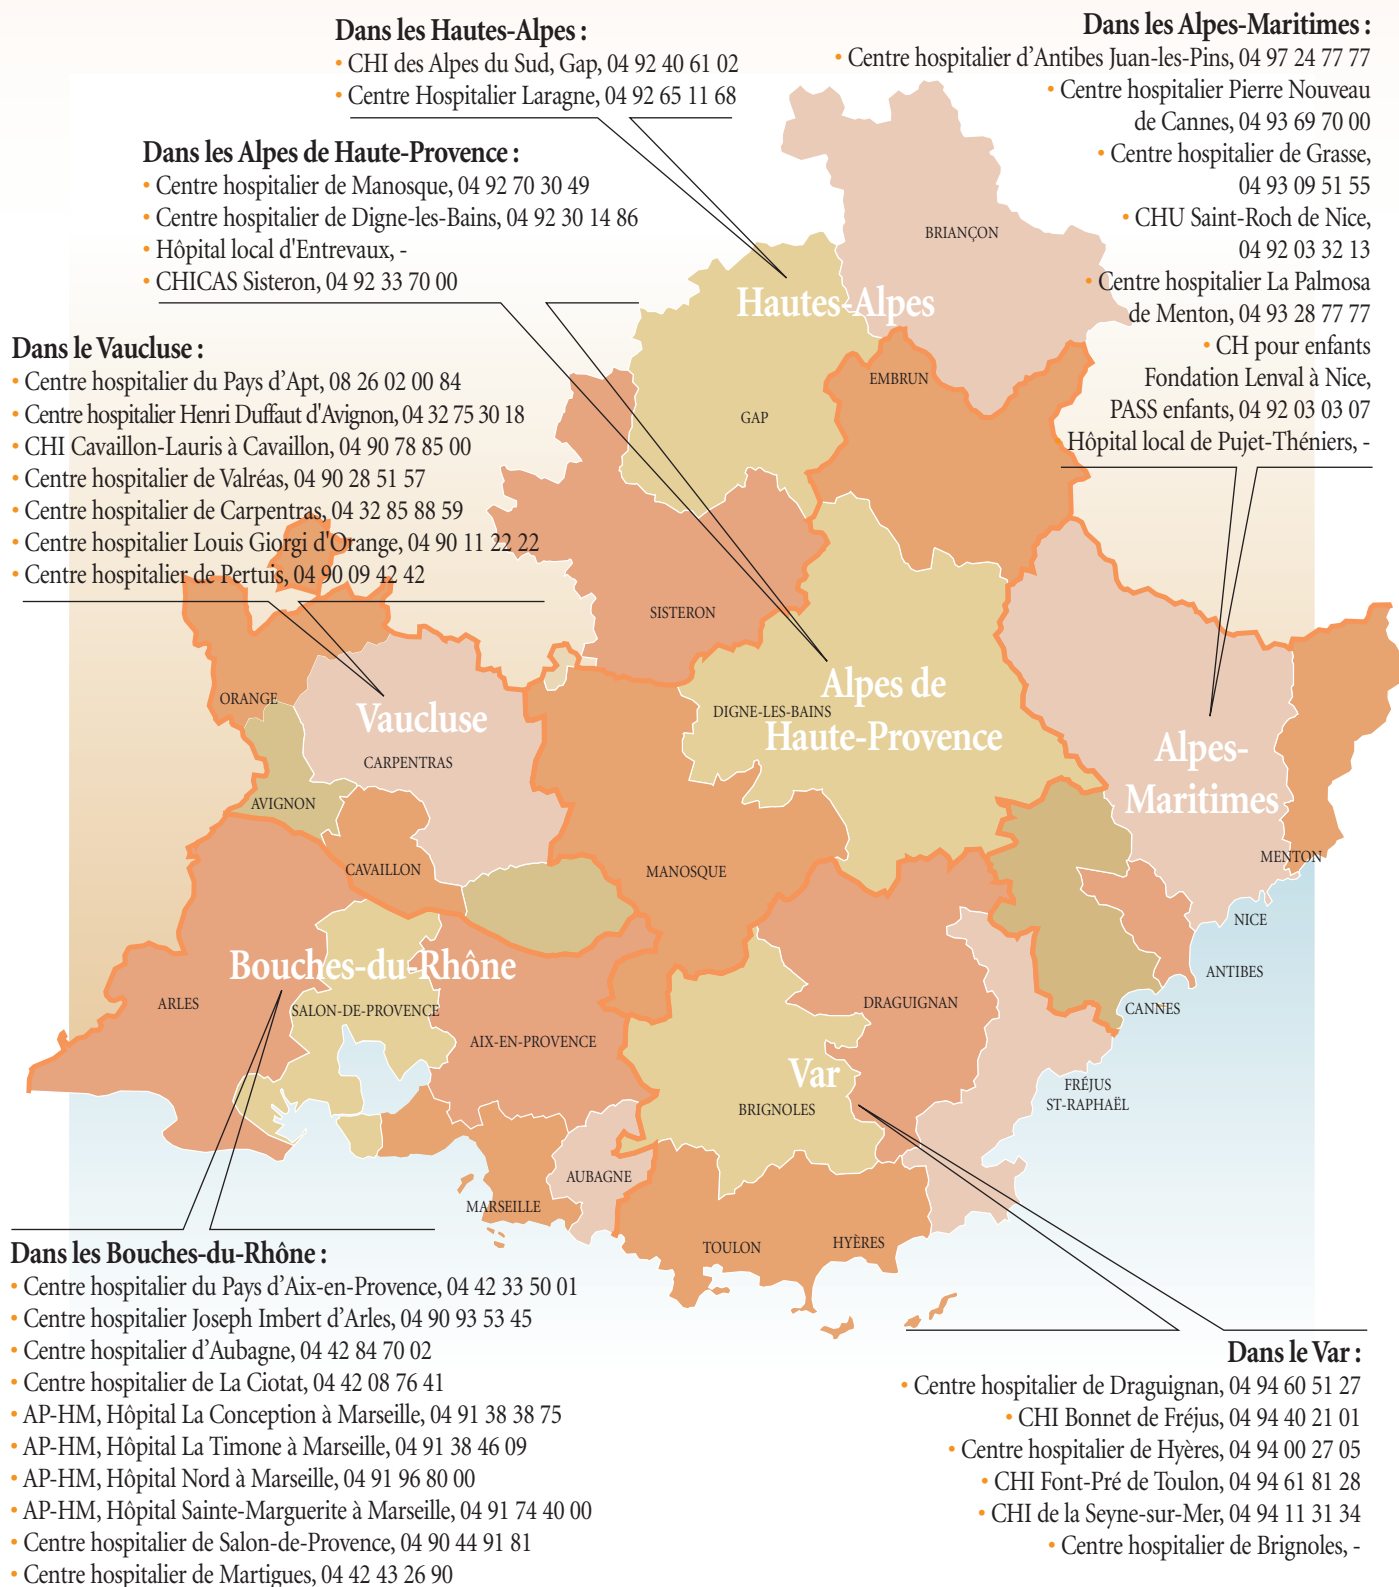 Dans les Hautes-Alpes :
• CHI des Alpes du Sud, Gap, 04 92 40 61 02
• Centre Hospitalier Laragne, 04 92 65 11 68
Dans les Alpes-Maritimes :
• Centre hospitalier d’Antibes Juan-les-Pins, 04 97 24 77 77
• Centre hospitalier Pierre Nouveau
de Cannes, 04 93 69 70 00
• Centre hospitalier de Grasse,
04 93 09 51 55
• CHU Saint-Roch de Nice,
04 92 03 32 13
• Centre hospitalier La Palmosa
de Menton, 04 93 28 77 77
• CH pour enfants
Fondation Lenval à Nice,
PASS enfants, 04 92 03 03 07
• Hôpital local de Pujet-Théniers, -
Dans les Alpes de Haute-Provence :
• Centre hospitalier de Manosque, 04 92 70 30 49
• Centre hospitalier de Digne-les-Bains, 04 92 30 14 86
• Hôpital local d'Entrevaux, -
• CHICAS Sisteron, 04 92 33 70 00
Dans le Vaucluse :
• Centre hospitalier du Pays d’Apt, 08 26 02 00 84
• Centre hospitalier Henri Duffaut d'Avignon, 04 32 75 30 18
• CHI Cavaillon-Lauris à Cavaillon, 04 90 78 85 00
• Centre hospitalier de Valréas, 04 90 28 51 57
• Centre hospitalier de Carpentras, 04 32 85 88 59
• Centre hospitalier Louis Giorgi d'Orange, 04 90 11 22 22
• Centre hospitalier de Pertuis, 04 90 09 42 42
BRIANÇON
Hautes-Alpes
EMBRUN
GAP
SISTERON
Alpes de
Haute-Provence
DIGNE-LES-BAINS
ORANGE
Vaucluse
CARPENTRAS
AVIGNON
CAVAILLON
MANOSQUE
Alpes-
Maritimes
MENTON
NICE
ANTIBES
CANNES
Bouches-du-Rhône
ARLES
SALON-DE-PROVENCE
AIX-EN-PROVENCE
DRAGUIGNAN
Var
BRIGNOLES
FRÉJUS
ST-RAPHAËL
AUBAGNE
MARSEILLE
TOULON
HYÈRES
Dans les Bouches-du-Rhône :
• Centre hospitalier du Pays d’Aix-en-Provence, 04 42 33 50 01
• Centre hospitalier Joseph Imbert d’Arles, 04 90 93 53 45
• Centre hospitalier d’Aubagne, 04 42 84 70 02
• Centre hospitalier de La Ciotat, 04 42 08 76 41
• AP-HM, Hôpital La Conception à Marseille, 04 91 38 38 75
• AP-HM, Hôpital La Timone à Marseille, 04 91 38 46 09
• AP-HM, Hôpital Nord à Marseille, 04 91 96 80 00
• AP-HM, Hôpital Sainte-Marguerite à Marseille, 04 91 74 40 00
• Centre hospitalier de Salon-de-Provence, 04 90 44 91 81
• Centre hospitalier de Martigues, 04 42 43 26 90
Dans le Var :
• Centre hospitalier de Draguignan, 04 94 60 51 27
• CHI Bonnet de Fréjus, 04 94 40 21 01
• Centre hospitalier de Hyères, 04 94 00 27 05
• CHI Font-Pré de Toulon, 04 94 61 81 28
• CHI de la Seyne-sur-Mer, 04 94 11 31 34
• Centre hospitalier de Brignoles, -